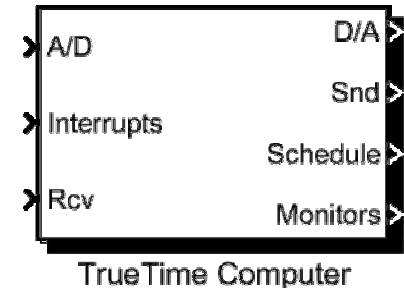 A/D
Interrupts
Rcv
D/A
Snd
Schedule
Monitors
TrueTime Computer